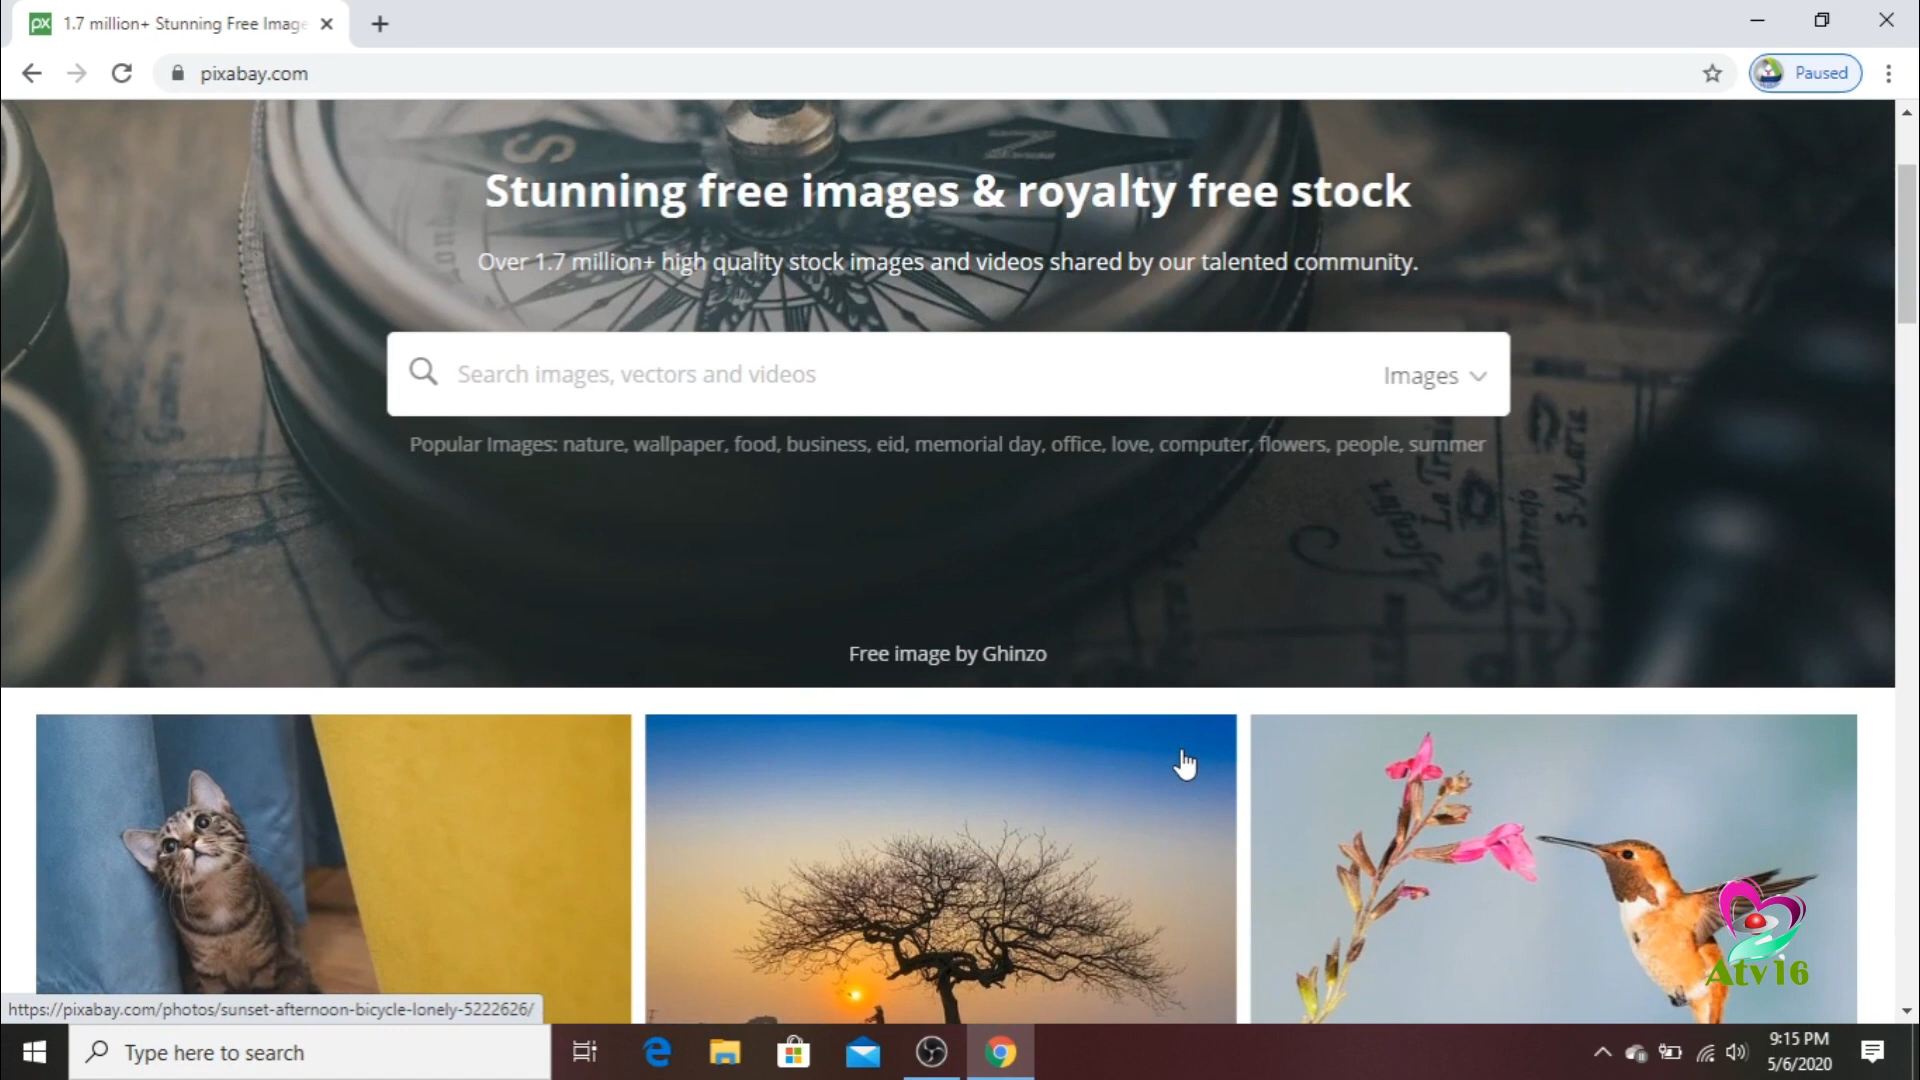 px 1.7 million+ Stunning Free Image
pixabay.com
Paused
S N
Stunning free images & royalty free stock
Over 1.7 million+ high quality stock images and videos shared by our talented community.
Search images, vectors and videos Images
Popular Images: nature, wallpaper, food, business, eid, memorial day, office, love, computer, flowers, people, summer
Free image by Ghinzo
Atv16
https://pixabay.com/photos/sunset-afternoon-bicycle-lonely-5222626/
Type here to search
9:15 PM
5/6/2020